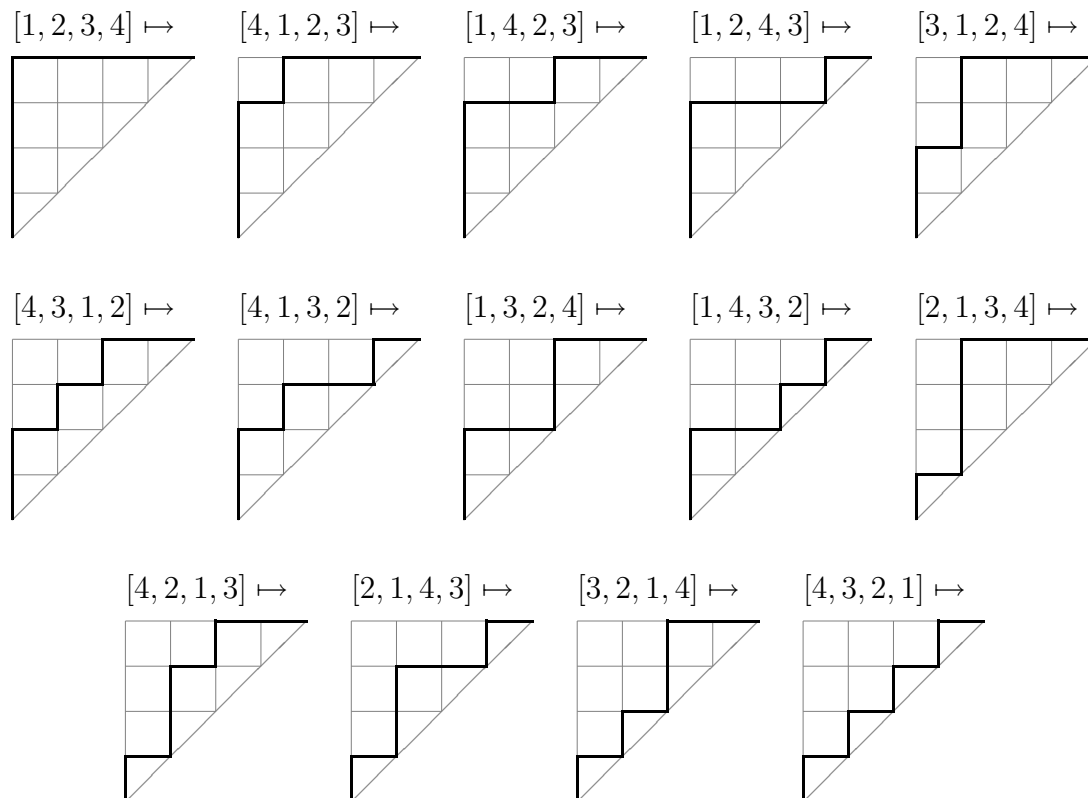 [1, 2, 3, 4] ↦ [4, 1, 2, 3] ↦ [1, 4, 2, 3] ↦ [1, 2, 4, 3] ↦ [3, 1, 2, 4] ↦
[4, 3, 1, 2] ↦ [4, 1, 3, 2] ↦ [1, 3, 2, 4] ↦ [1, 4, 3, 2] ↦ [2, 1, 3, 4] ↦
[4, 2, 1, 3] ↦ [2, 1, 4, 3] ↦ [3, 2, 1, 4] ↦ [4, 3, 2, 1] ↦